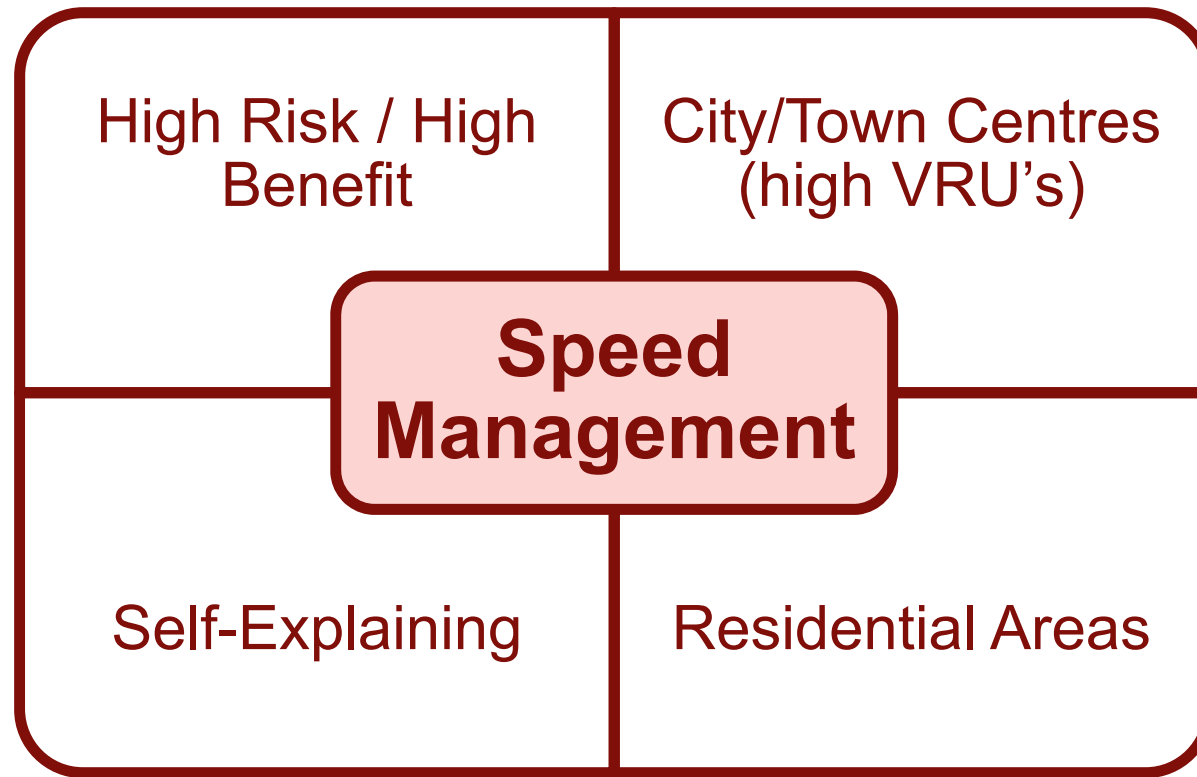 High Risk / High
Benefit
City/Town Centres
(high VRU’s)
Speed
Management
Self-Explaining
Residential Areas